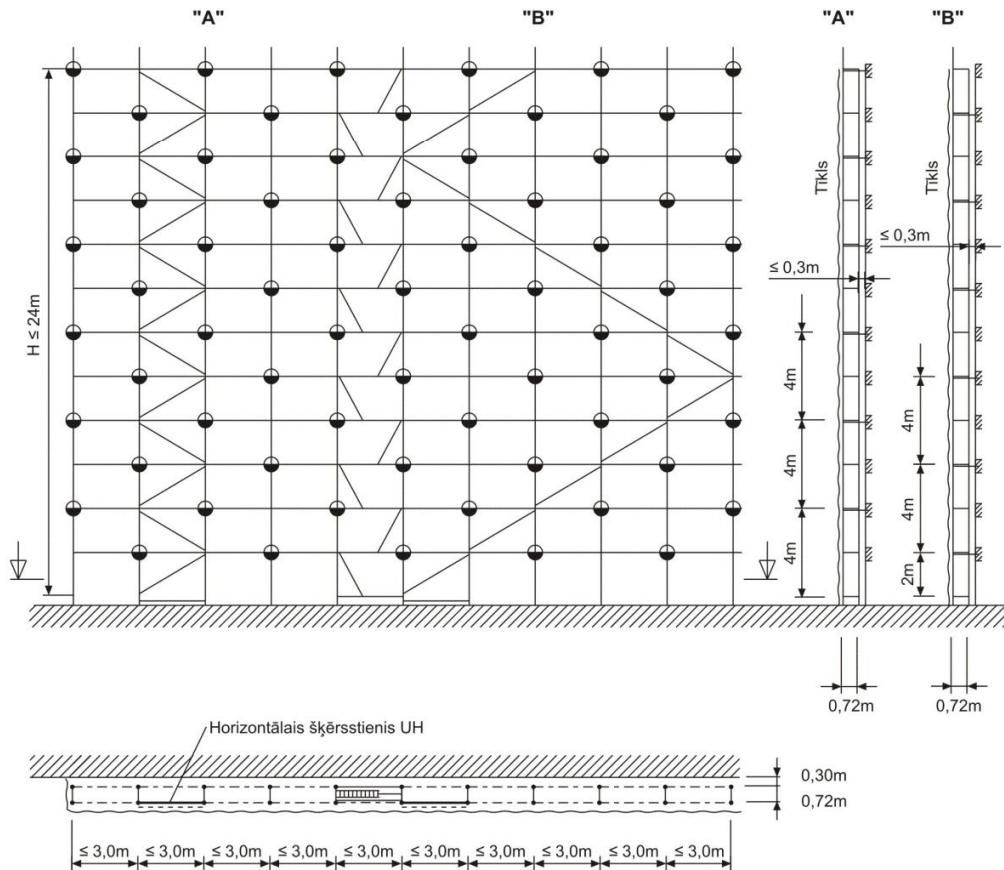 "A"
"B"
"A"
"B"
H ≤ 24m
Tīkls
Tīkls
≤ 0,3m
≤ 0,3m
4m
4m
4m
4m
4m
2m
0,72m
0,72m
Horizontālais šķērsstienis UH
0,30m
0,72m
≤ 3,0m ≤ 3,0m ≤ 3,0m ≤ 3,0m ≤ 3,0m ≤ 3,0m ≤ 3,0m ≤ 3,0m ≤ 3,0m ≤ 3,0m